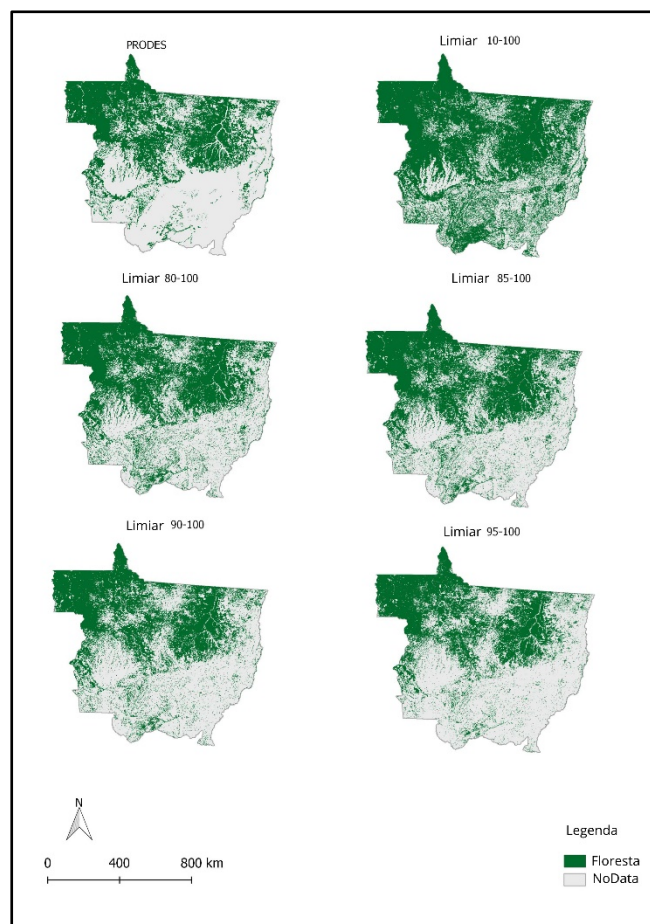 PRODES
Limiar 10-100
Limiar 80-100
Limiar 85-100
Limiar 90-100
Limiar 95-100
N
0 400 800 km
Legenda
Floresta
NoData